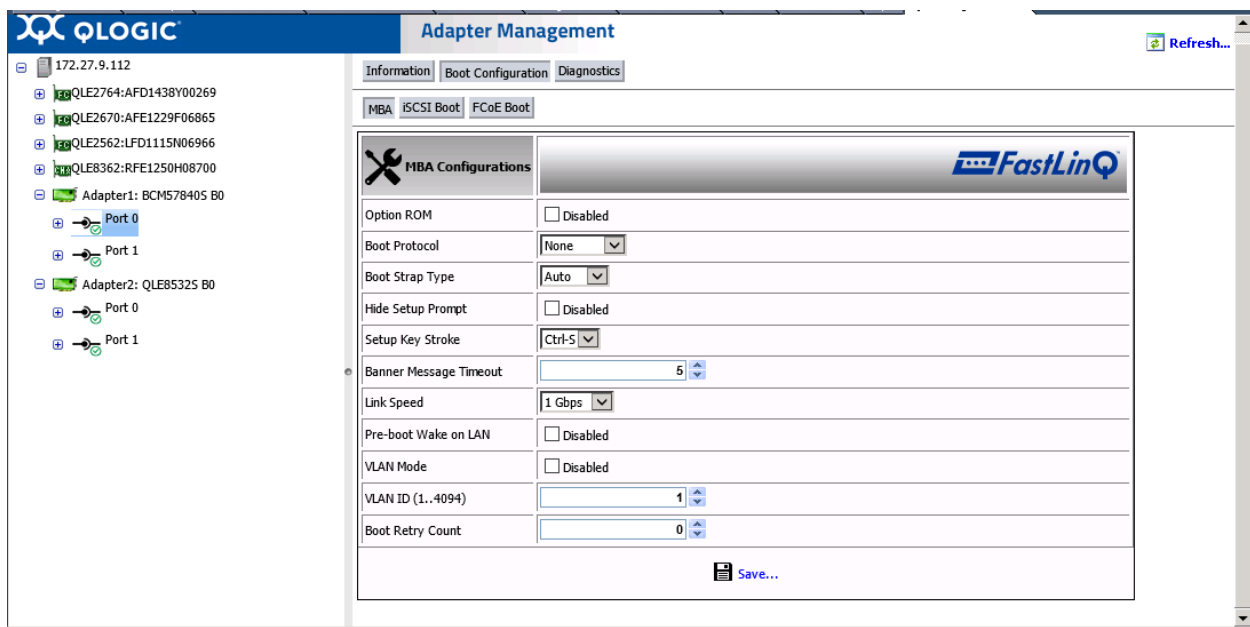 QLOGIC
Adapter Management
Refresh...
172.27.9.112
QLE2764:AFD1438Y00269
QLE2670:AFE1229F06865
QLE2562:LFD1115N06966
QLE8362:RFE1250H08700
Adapter1: BCM57840S B0
Port 0
Port 1
Adapter2: QLE8532S B0
Port 0
Port 1
Information Boot Configuration Diagnostics
MBA iSCSI Boot FCoE Boot
MBA Configurations
FastLinQ
Option ROM Disabled
Boot Protocol None
Boot Strap Type Auto
Hide Setup Prompt Disabled
Setup Key Stroke Ctrl-S
Banner Message Timeout 5
Link Speed 1 Gbps
Pre-boot Wake on LAN Disabled
VLAN Mode Disabled
VLAN ID (1..4094) 1
Boot Retry Count 0
Save...